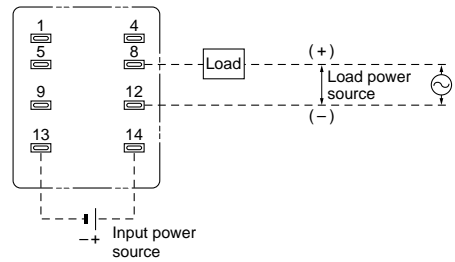 1 4
5 8
Load
(+)
Load power
source
9 12
(−)
13 14
−+
Input power
source